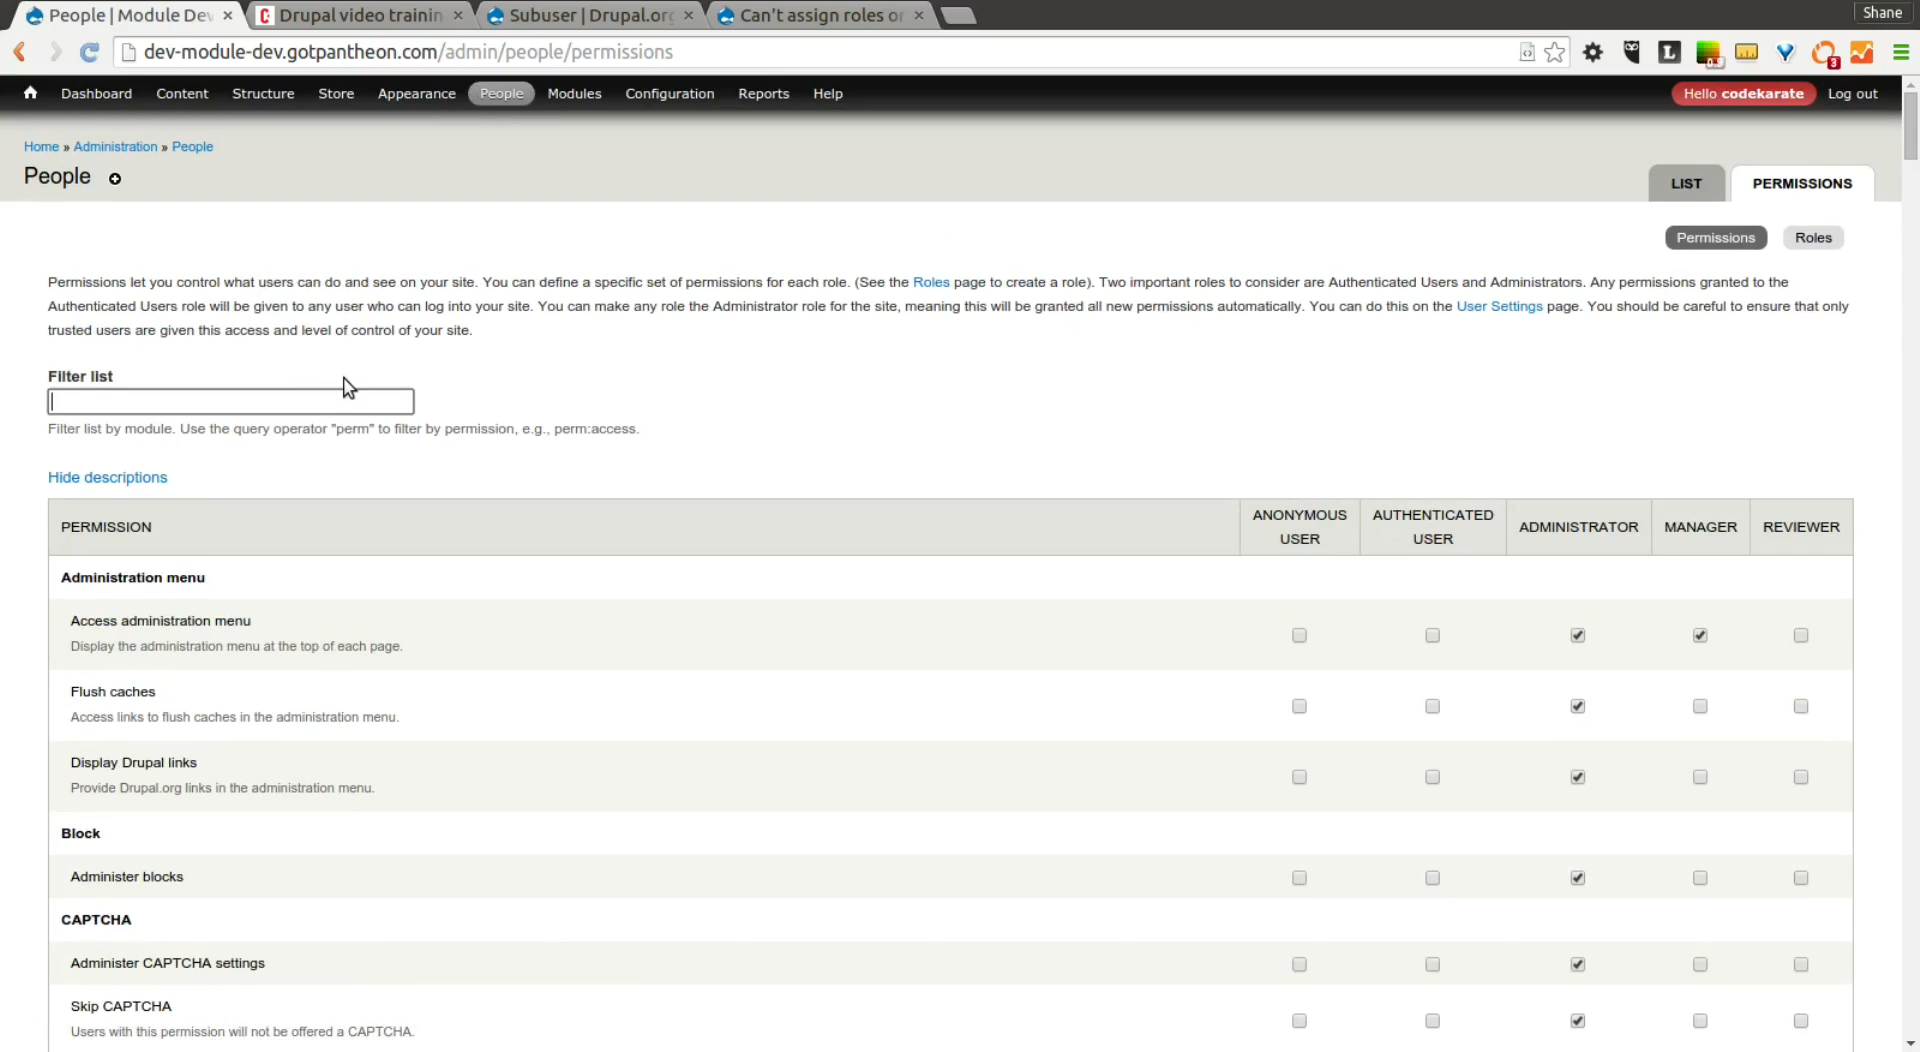 People | Module Dev
Drupal video trainin
Subuser | Drupal.org
Can't assign roles or
Shane
dev-module-dev.gotpantheon.com/admin/people/permissions
L
3
Dashboard
Content
Structure
Store
Appearance
People
Modules
Configuration
Reports
Help
Hello codekarate
Log out
Home » Administration » People
People
LIST
PERMISSIONS
Permissions
Roles
Permissions let you control what users can do and see on your site. You can define a specific set of permissions for each role. (See the Roles page to create a role). Two important roles to consider are Authenticated Users and Administrators. Any permissions granted to the
Authenticated Users role will be given to any user who can log into your site. You can make any role the Administrator role for the site, meaning this will be granted all new permissions automatically. You can do this on the User Settings page. You should be careful to ensure that only
trusted users are given this access and level of control of your site.
Filter list
Filter list by module. Use the query operator "perm" to filter by permission, e.g., perm:access.
Hide descriptions
PERMISSION
ANONYMOUS
USER
AUTHENTICATED
USER
ADMINISTRATOR
MANAGER
REVIEWER
Administration menu
Access administration menu
Display the administration menu at the top of each page.
Flush caches
Access links to flush caches in the administration menu.
Display Drupal links
Provide Drupal.org links in the administration menu.
Block
Administer blocks
CAPTCHA
Administer CAPTCHA settings
Skip CAPTCHA
Users with this permission will not be offered a CAPTCHA.